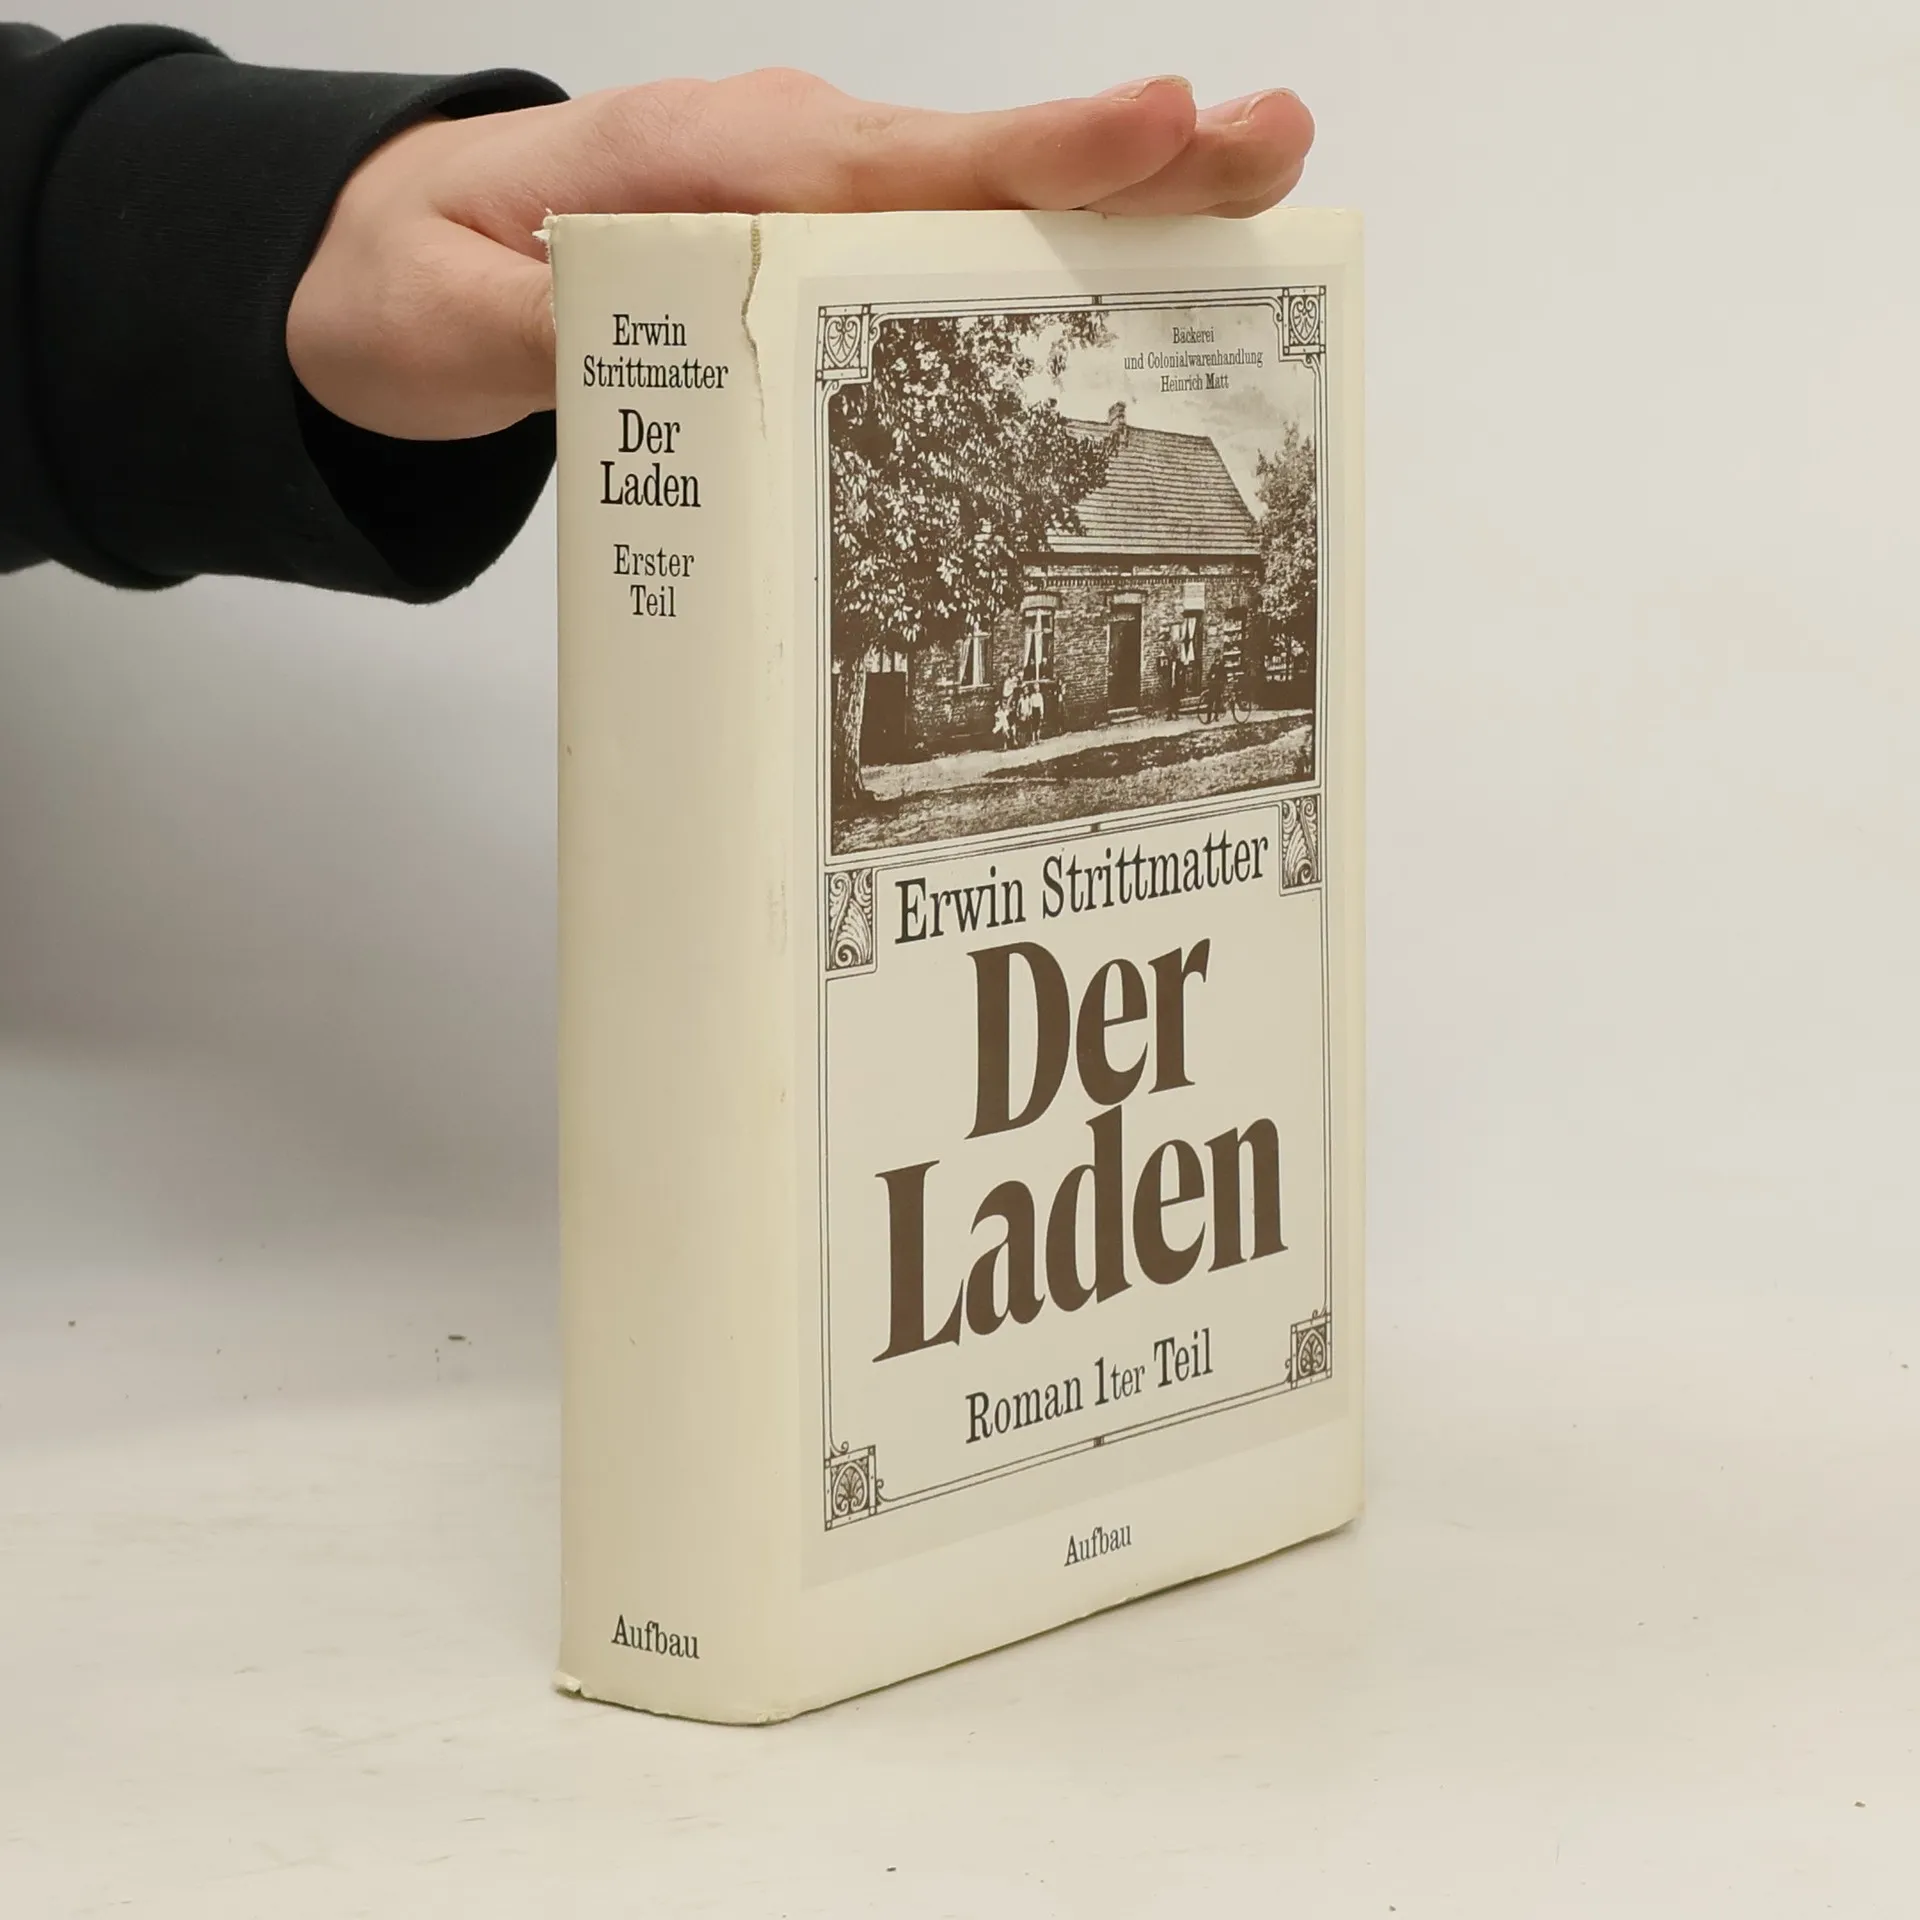 Erwin
Strittmatter
Der
Laden
Erster
Teil
Aufbau
Bäckerei
und Colonialwarenhandlung
Heinrich Matt
Erwin Strittmatter
Der
Laden
Roman 1ter Teil
Aufbau